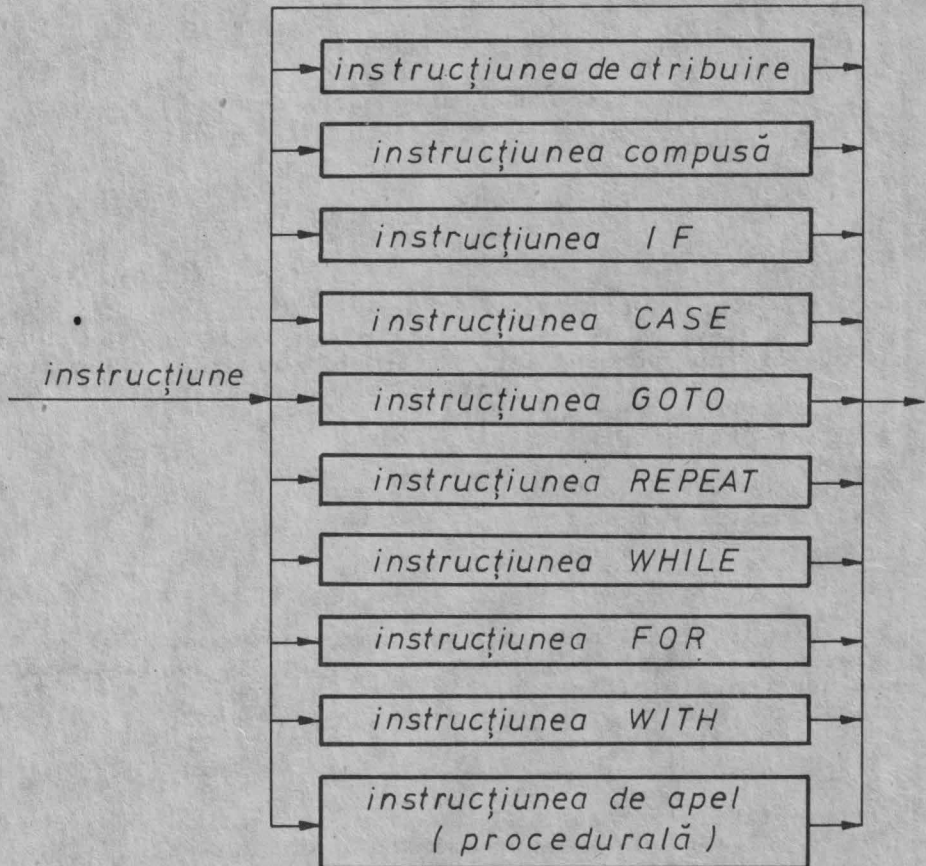 instrucțiunea de atribuire
instrucțiunea compusă
instrucțiunea IF
instrucțiunea CASE
instrucțiune
instrucțiunea GOTO
instrucțiunea REPEAT
instrucțiunea WHILE
instrucțiunea FOR
instrucțiunea WITH
instrucțiunea de apel
(procedurală)